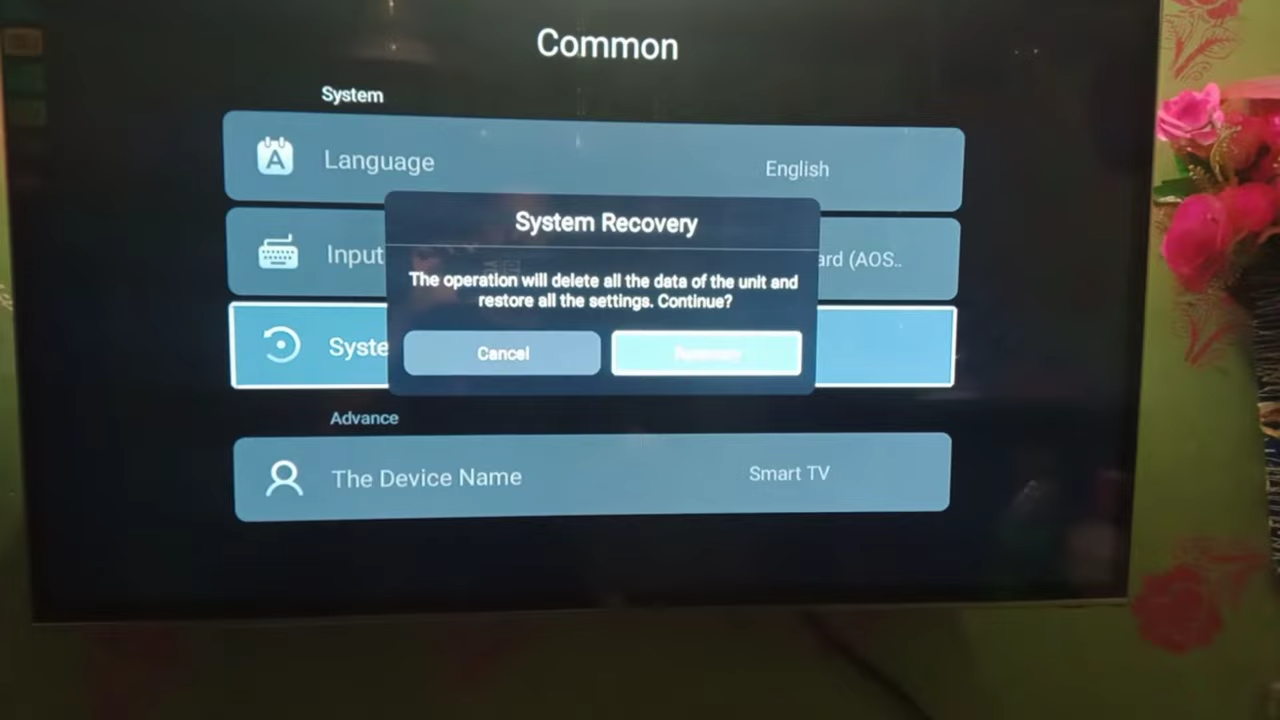 Common
System
Language
English
System Recovery
Input
ard (AOS..
The operation will delete all the data of the unit and
restore all the settings. Continue?
Syste
Cancel
Advance
The Device Name
Smart TV